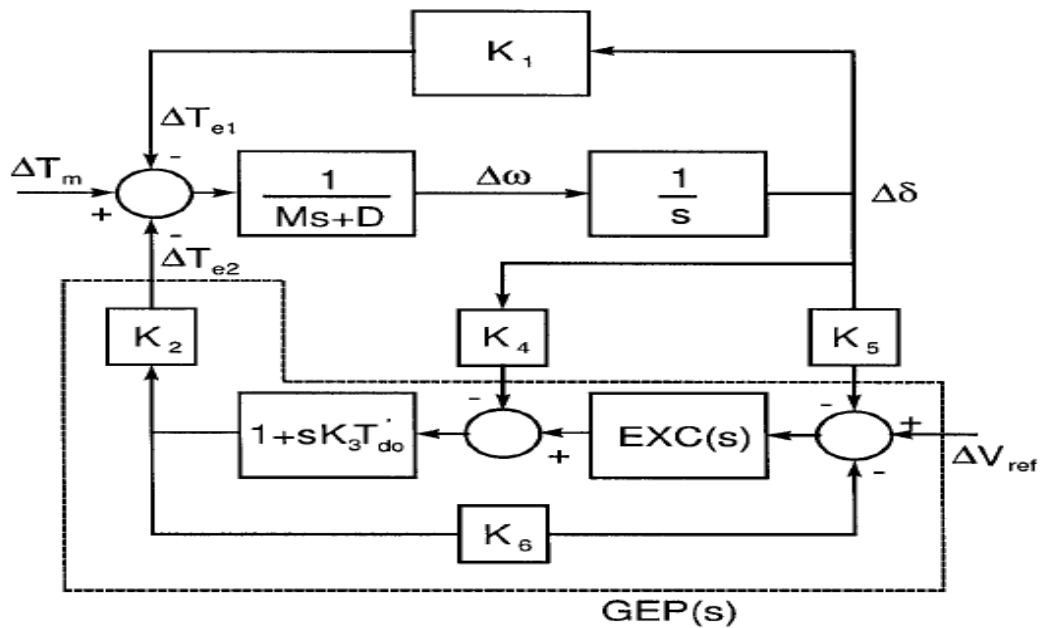 K1
ΔTe1
-
ΔTm
+
1
Ms+D
Δω
1
s
Δδ
-
ΔTe2
K2
K4
K5
-
1+sK3T'do
+
EXC(s)
-
+
-
ΔVref
K6
GEP(s)